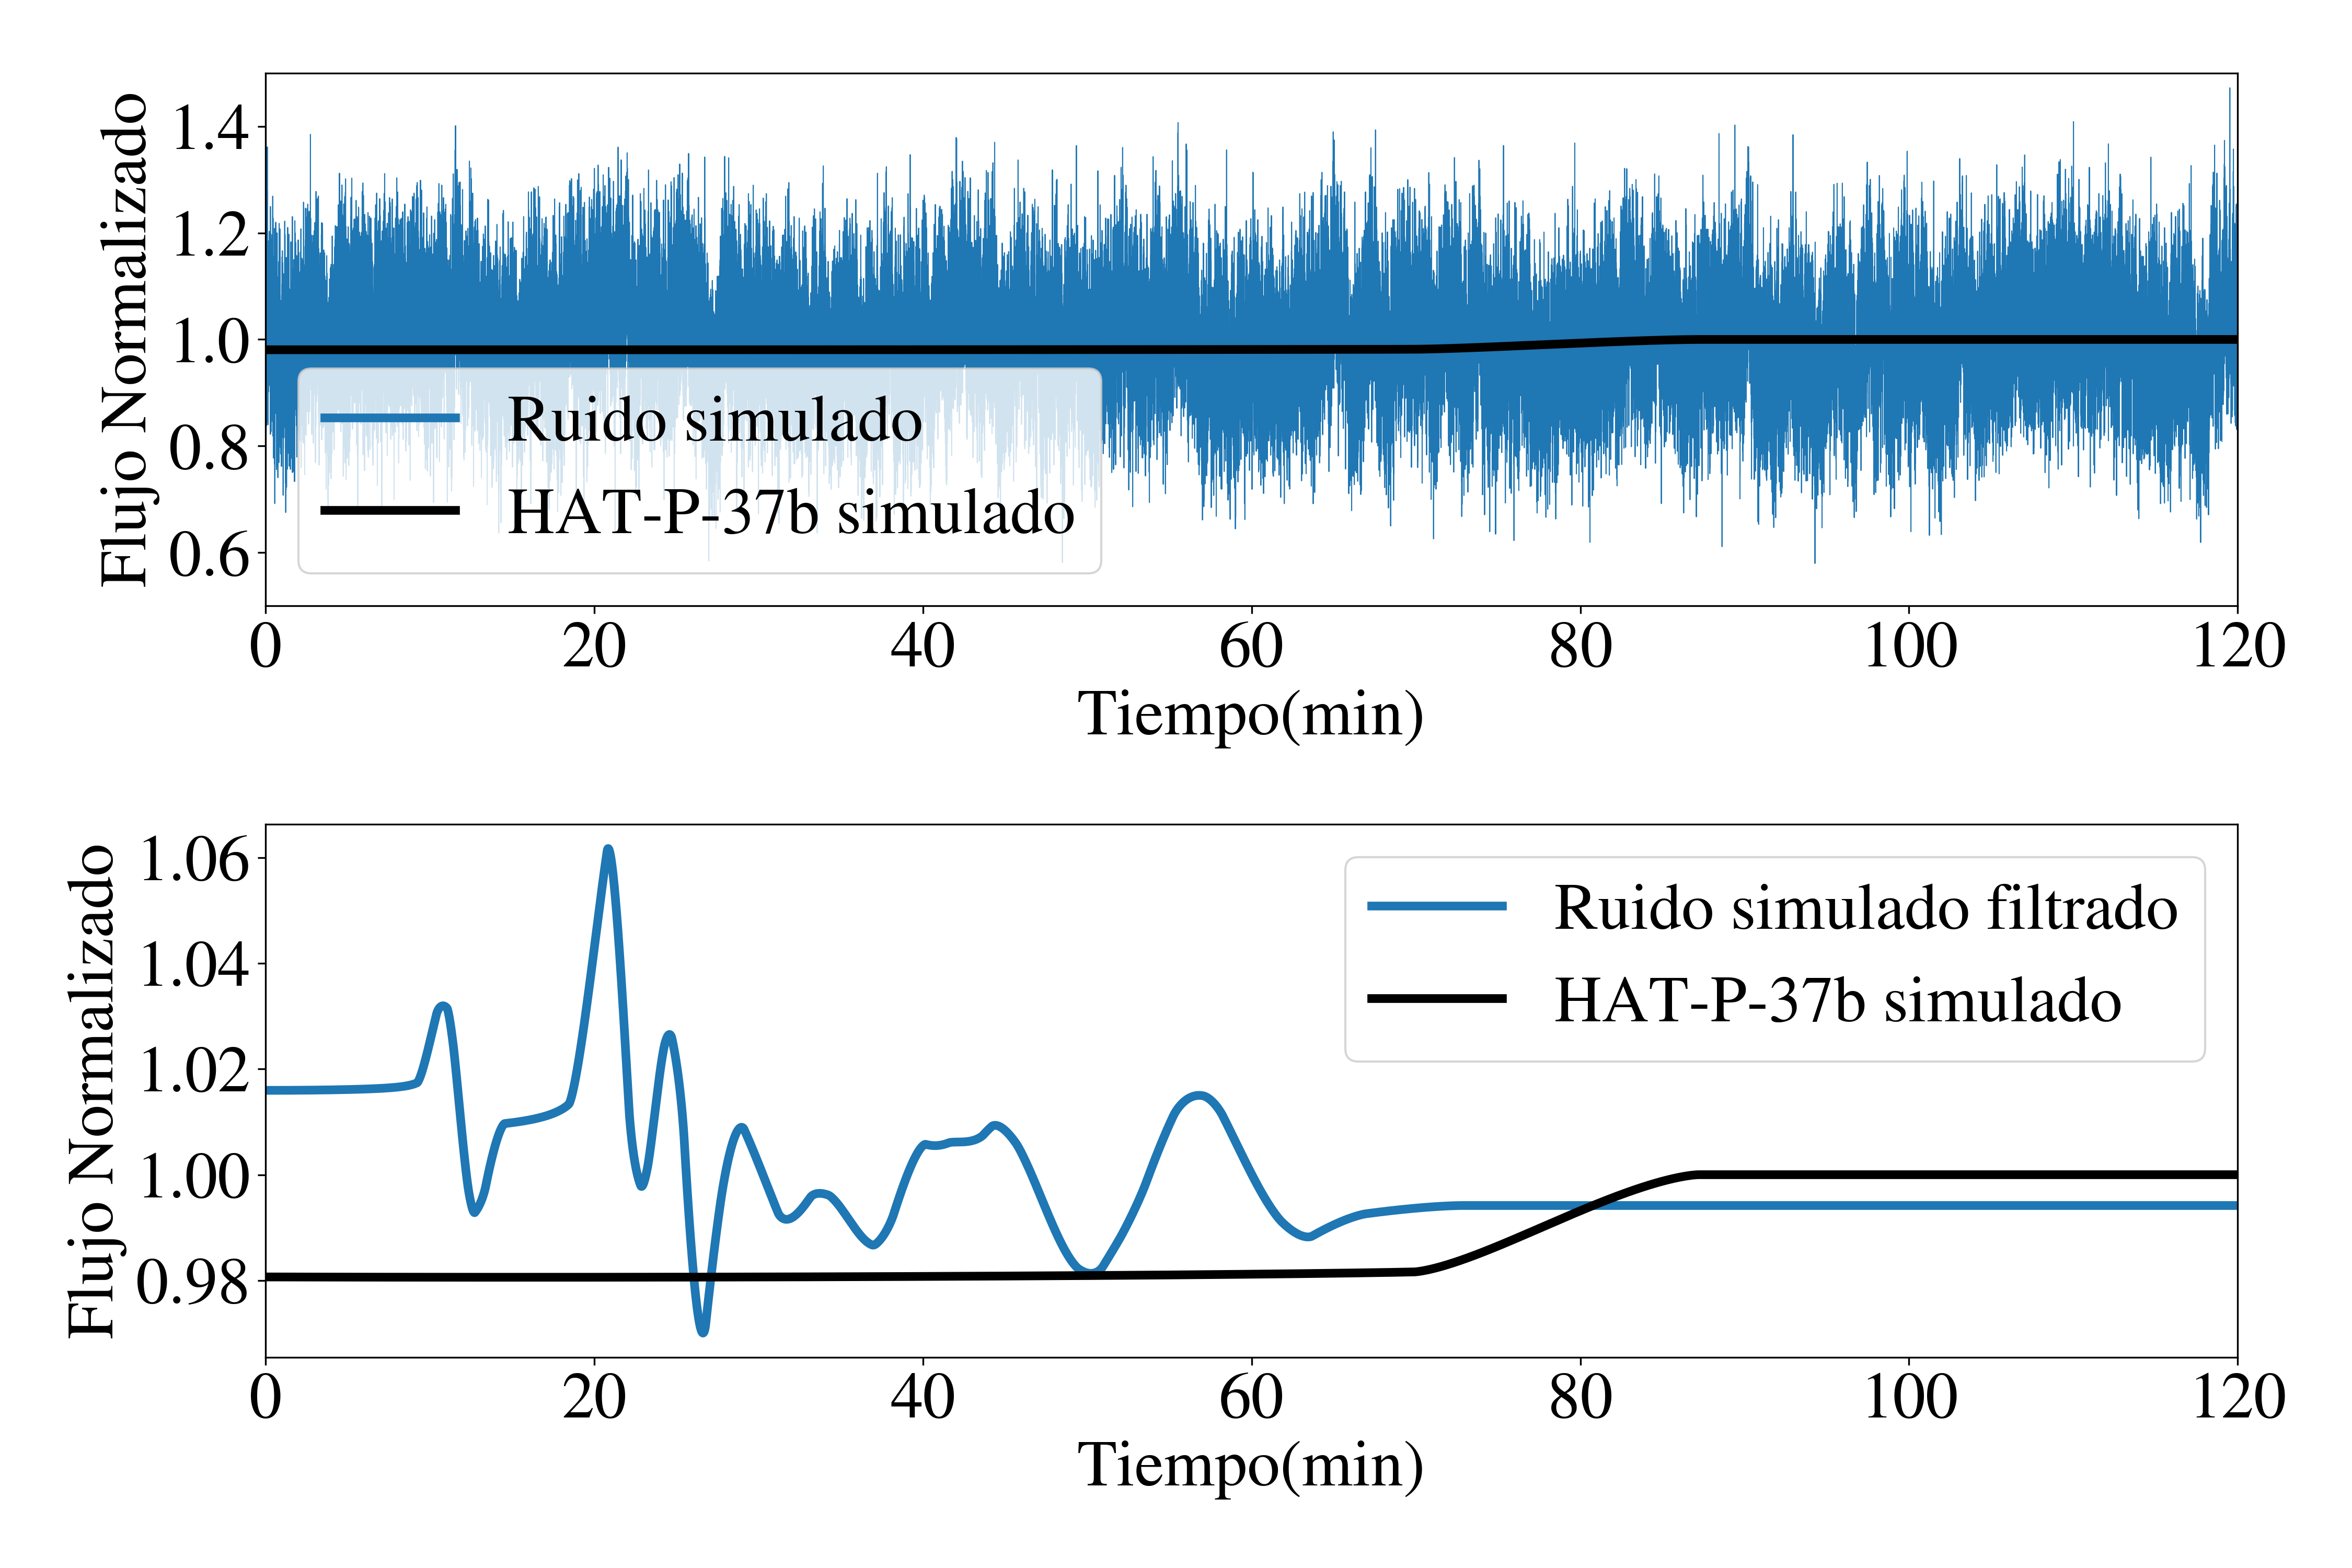 Flujo Normalizado
1.4
1.2
1.0
0.8
0.6
Ruido simulado
HAT-P-37b simulado
0 20 40 60 80 100 120
Tiempo(min)
Flujo Normalizado
1.06
1.04
1.02
1.00
0.98
Ruido simulado filtrado
HAT-P-37b simulado
0 20 40 60 80 100 120
Tiempo(min)